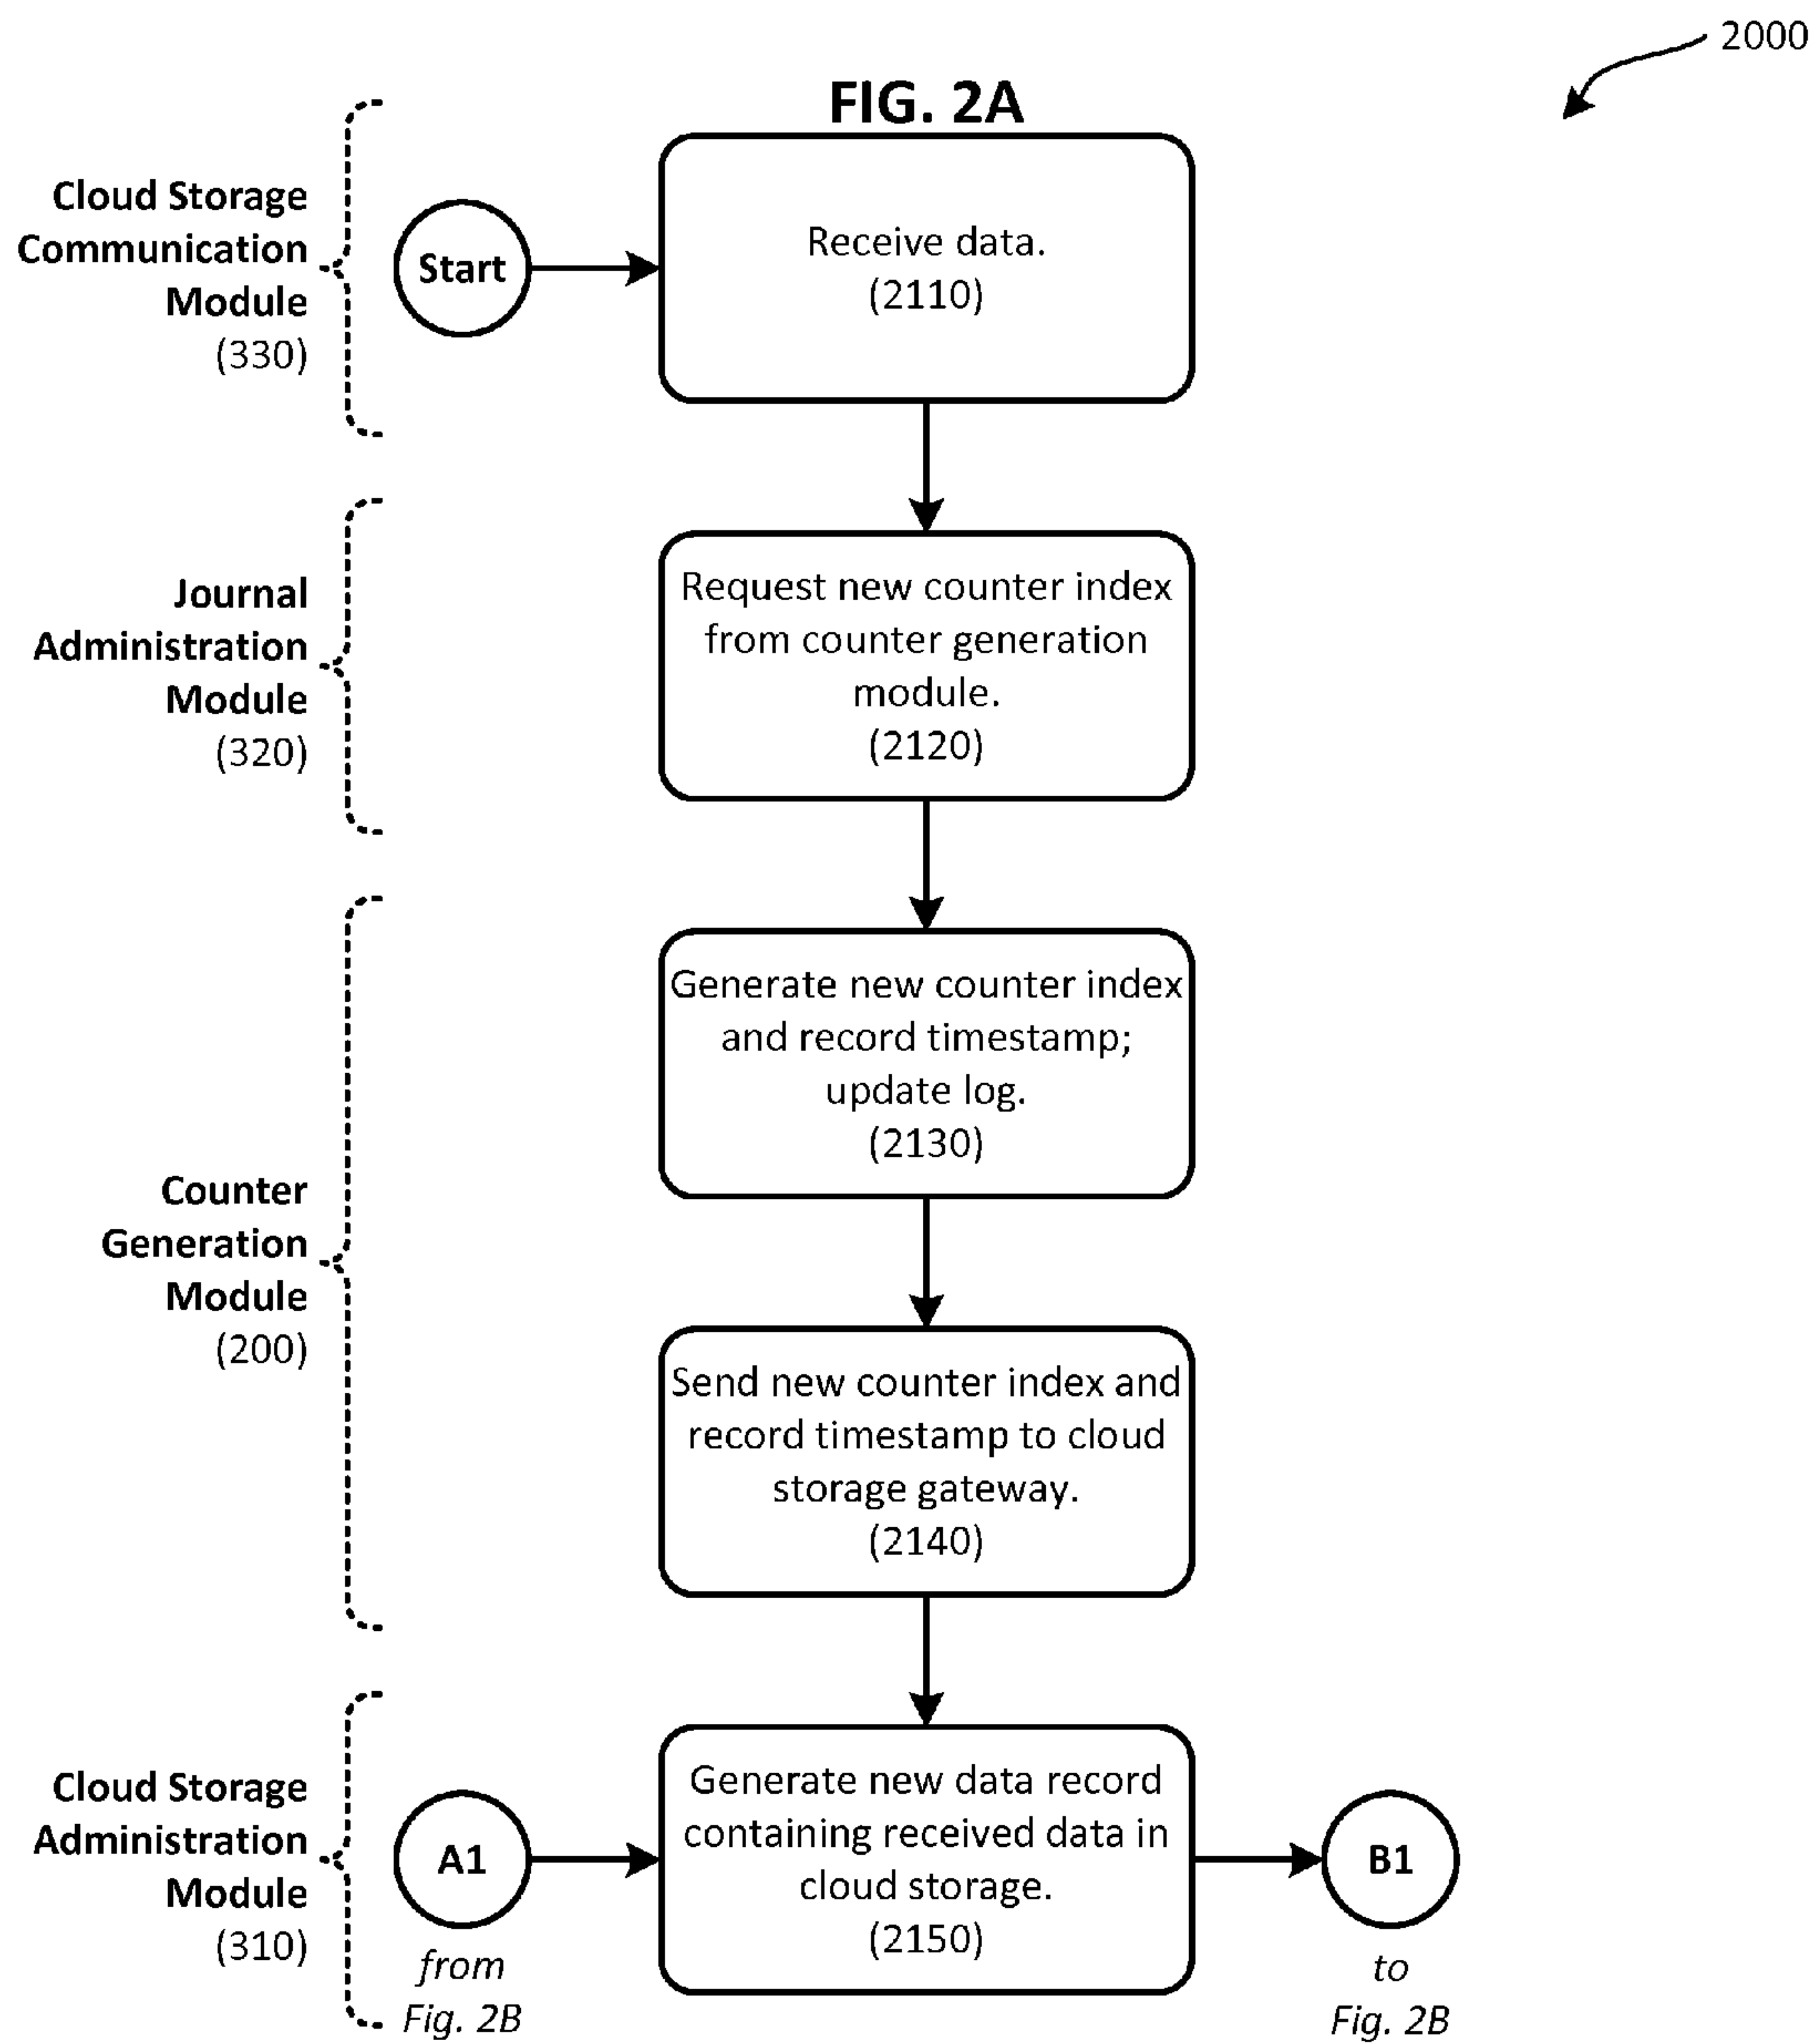 2000
FIG. 2A
Cloud Storage
Communication
Module
(330)
Start
Receive data.
(2110)
Journal
Administration
Module
(320)
Request new counter index
from counter generation
module.
(2120)
Counter
Generation
Module
(200)
Generate new counter index
and record timestamp;
update log.
(2130)
Send new counter index and
record timestamp to cloud
storage gateway.
(2140)
Cloud Storage
Administration
Module
(310)
A1
from
Fig. 2B
Generate new data record
containing received data in
cloud storage.
(2150)
B1
to
Fig. 2B